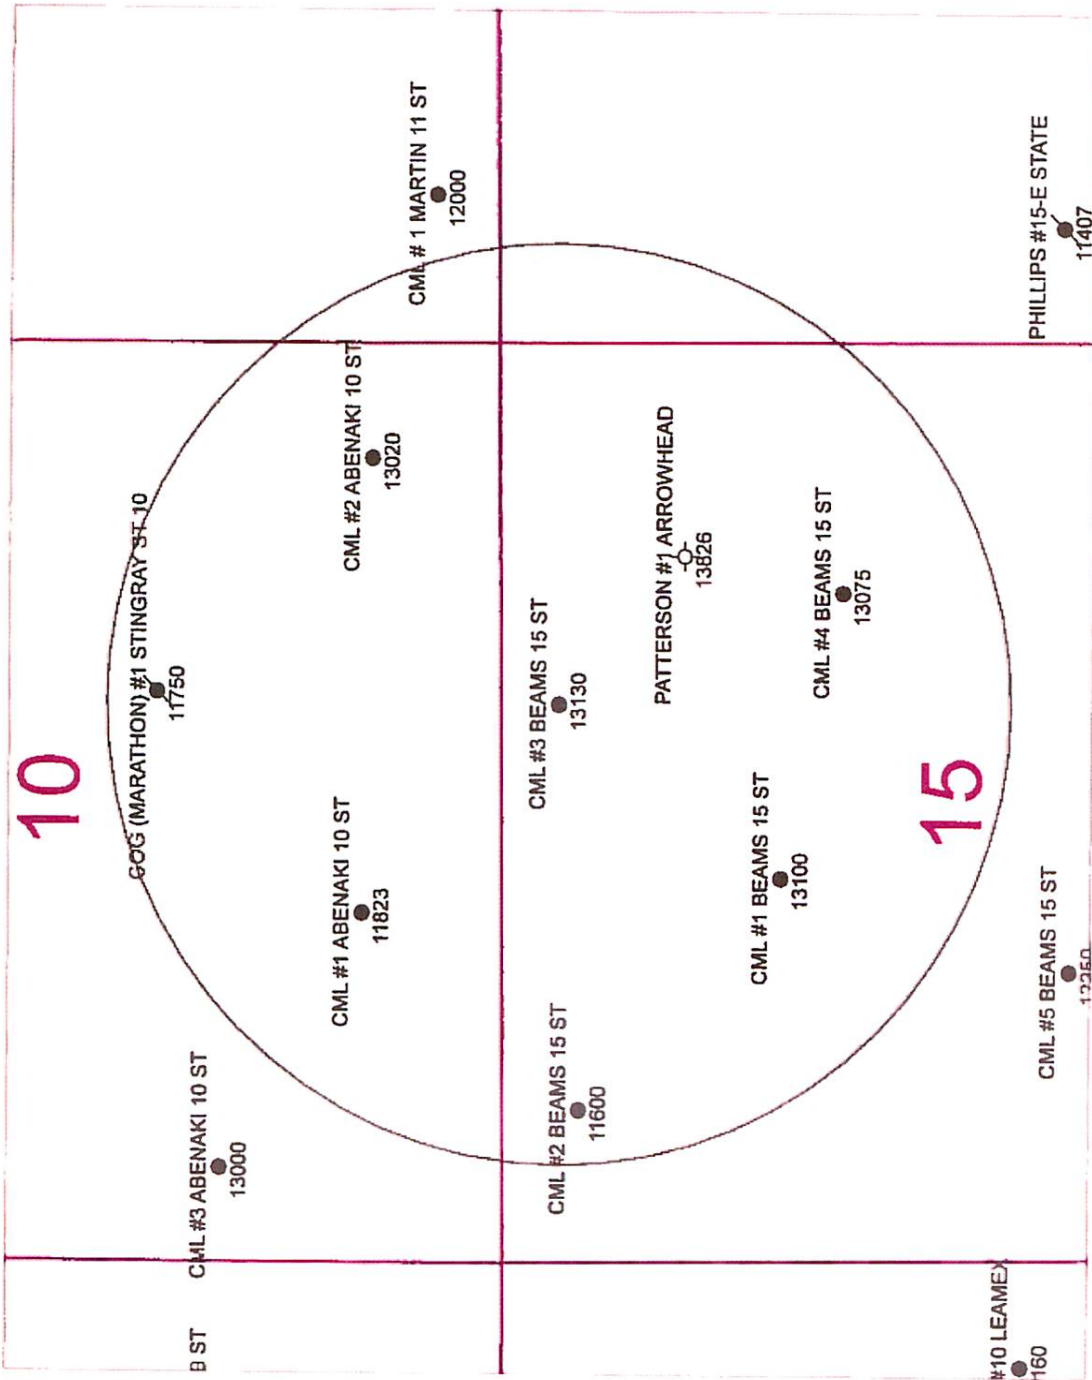 10
COG (MARATHON) #1 STINGRAY ST 10
11750
B ST
CML #3 ABENAKI 10 ST
13000
CML #1 ABENAKI 10 ST
11823
CML #2 ABENAKI 10 ST
13020
CML # 1 MARTIN 11 ST
12000
CML #2 BEAMS 15 ST
11600
CML #3 BEAMS 15 ST
13130
PATTERSON #1 ARROWHEAD
13826
CML #1 BEAMS 15 ST
13100
CML #4 BEAMS 15 ST
13075
15
#10 LEAMEX
160
CML #5 BEAMS 15 ST
PHILLIPS #15-E STATE
11407